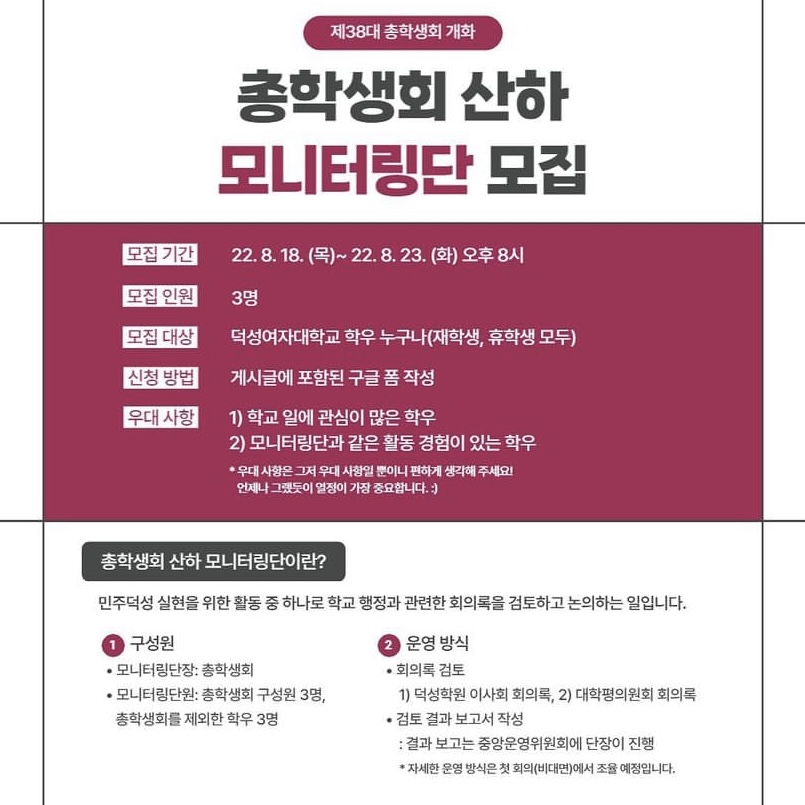 제38대 총학생회 개화
총학생회 산하
모니터링단 모집
모집 기간 22. 8. 18. (목)~ 22. 8. 23. (화) 오후 8시
모집 인원 3명
모집 대상 덕성여자대학교 학우 누구나(재학생, 휴학생 모두)
신청 방법 게시글에 포함된 구글 폼 작성
우대 사항 1) 학교 일에 관심이 많은 학우
2) 모니터링단과 같은 활동 경험이 있는 학우
* 우대 사항은 그저 우대 사항일 뿐이니 편하게 생각해 주세요!
언제나 그랬듯이 열정이 가장 중요합니다. :)
총학생회 산하 모니터링단이란?
민주덕성 실현을 위한 활동 중 하나로 학교 행정과 관련한 회의록을 검토하고 논의하는 일입니다.
1 구성원
• 모니터링단장: 총학생회
• 모니터링단원: 총학생회 구성원 3명,
총학생회를 제외한 학우 3명
2 운영 방식
• 회의록 검토
1) 덕성학원 이사회 회의록, 2) 대학평의원회 회의록
• 검토 결과 보고서 작성
: 결과 보고는 중앙운영위원회에 단장이 진행
* 자세한 운영 방식은 첫 회의(비대면)에서 조율 예정입니다.